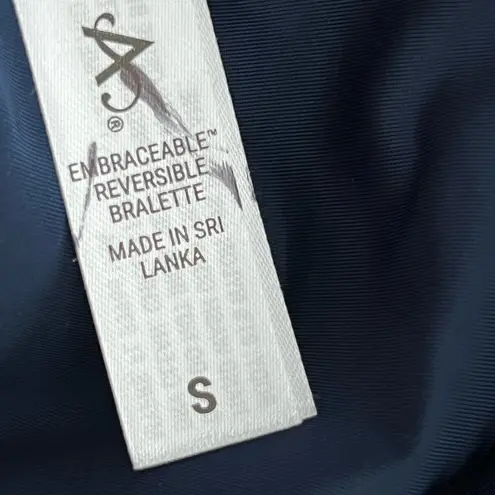 ®
EMBRACEABLE™
REVERSIBLE
BRALETTE
MADE IN SRI
LANKA
S